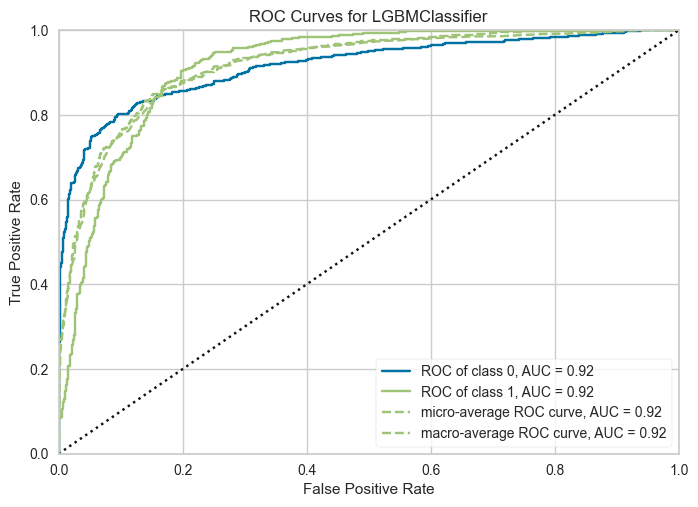 ROC Curves for LGBMClassifier
True Positive Rate
1.0
0.8
0.6
0.4
0.2
0.0
ROC of class 0, AUC = 0.92
ROC of class 1, AUC = 0.92
micro-average ROC curve, AUC = 0.92
macro-average ROC curve, AUC = 0.92
0.0 0.2 0.4 0.6 0.8 1.0
False Positive Rate